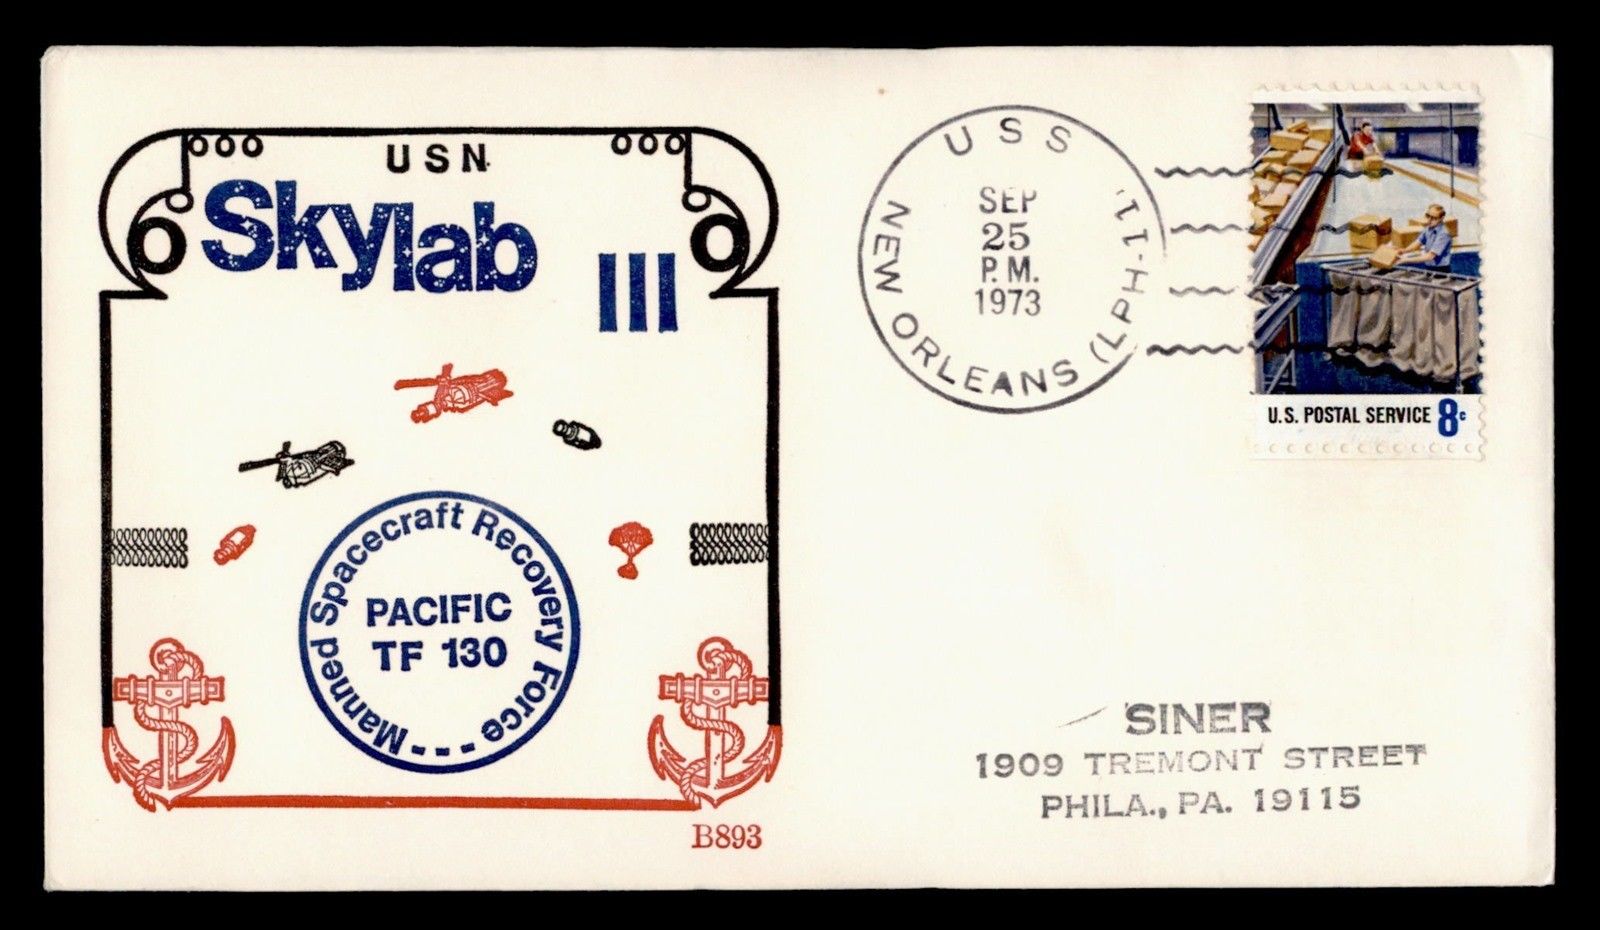 USN
Skylab
III
Manned Spacecraft Recovery Force
PACIFIC
TF 130
B893
USS
NEW ORLEANS (LPH-11)
SEP
25
P.M.
1973
U.S. POSTAL SERVICE 8c
SINER
1909 TREMONT STREET
PHILA., PA. 19115